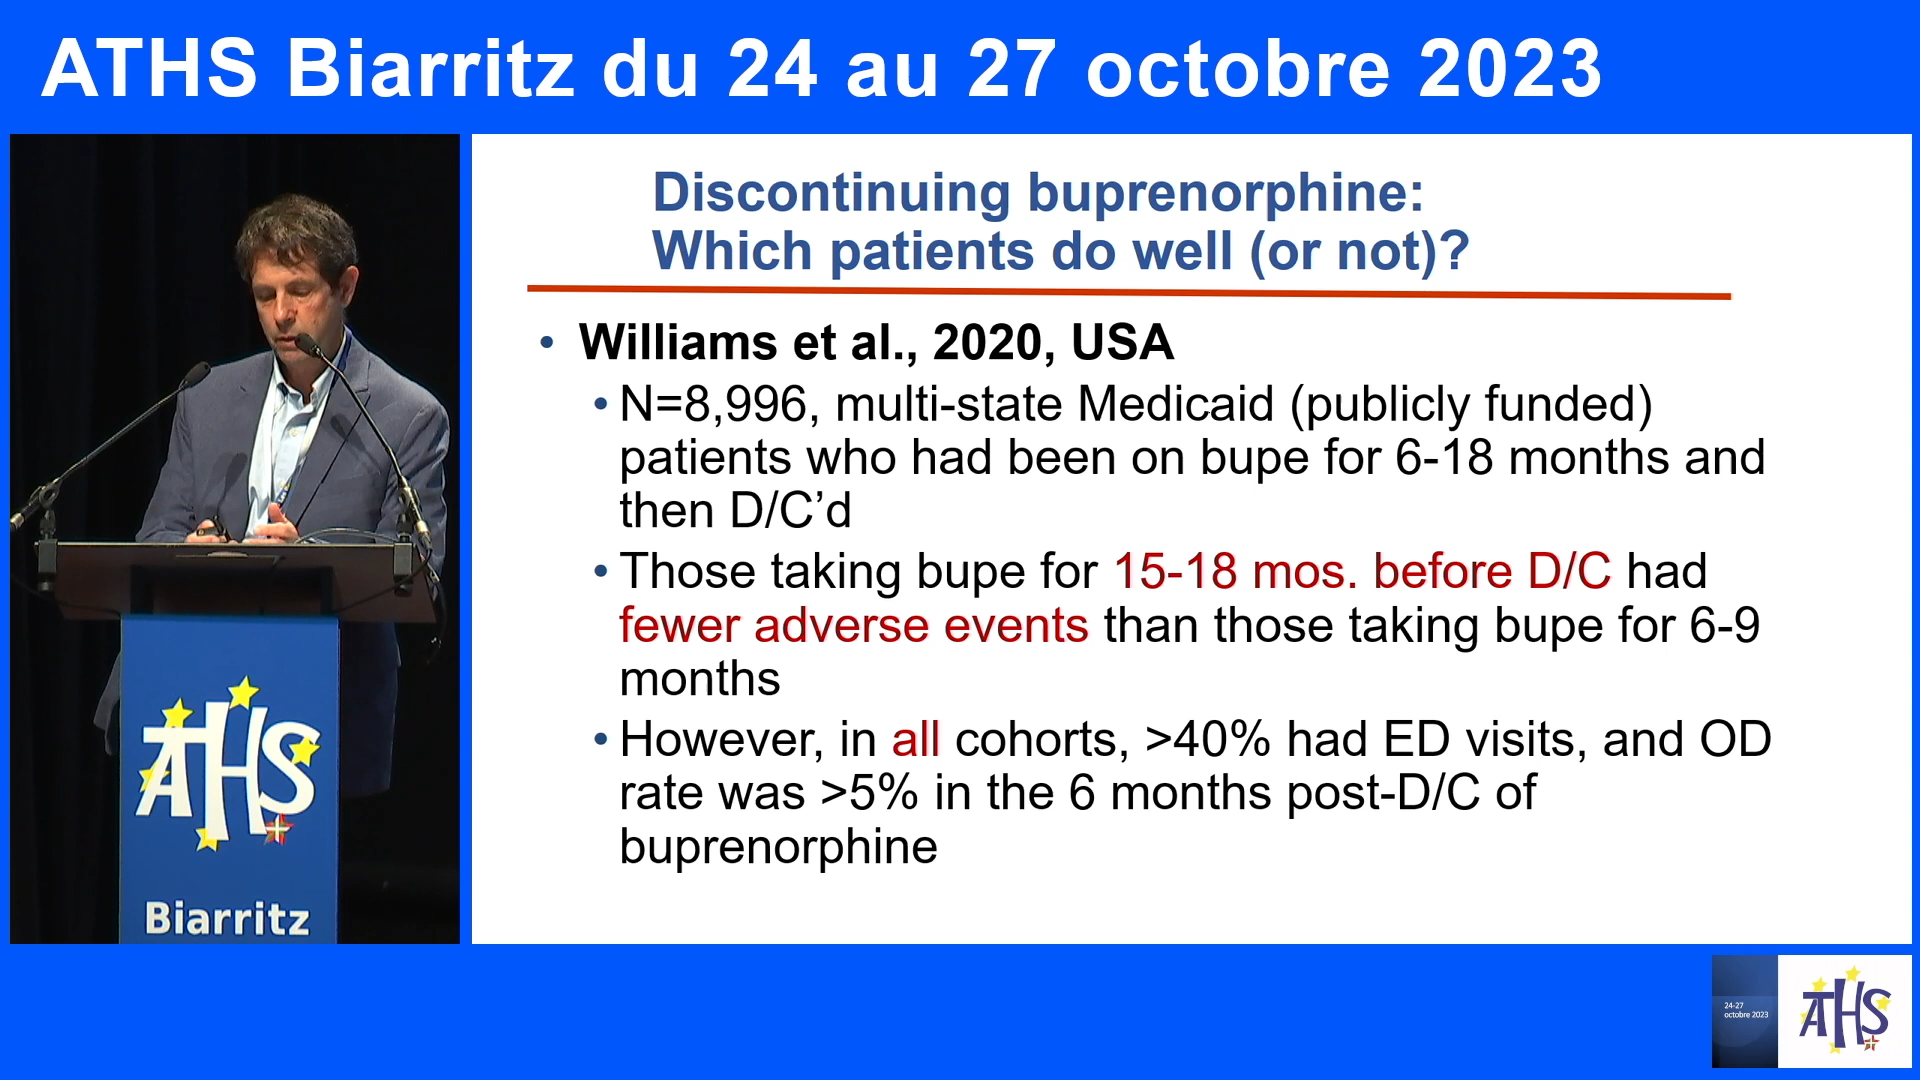 ATHS Biarritz du 24 au 27 octobre 2023
Discontinuing buprenorphine:
Which patients do well (or not)?
• Williams et al., 2020, USA
• N=8,996, multi-state Medicaid (publicly funded)
patients who had been on bupe for 6-18 months and
then D/C’d
• Those taking bupe for 15-18 mos. before D/C had
fewer adverse events than those taking bupe for 6-9
months
• However, in all cohorts, >40% had ED visits, and OD
rate was >5% in the 6 months post-D/C of
buprenorphine
ATHS
Biarritz
24-27
octobre 2023
ATHS